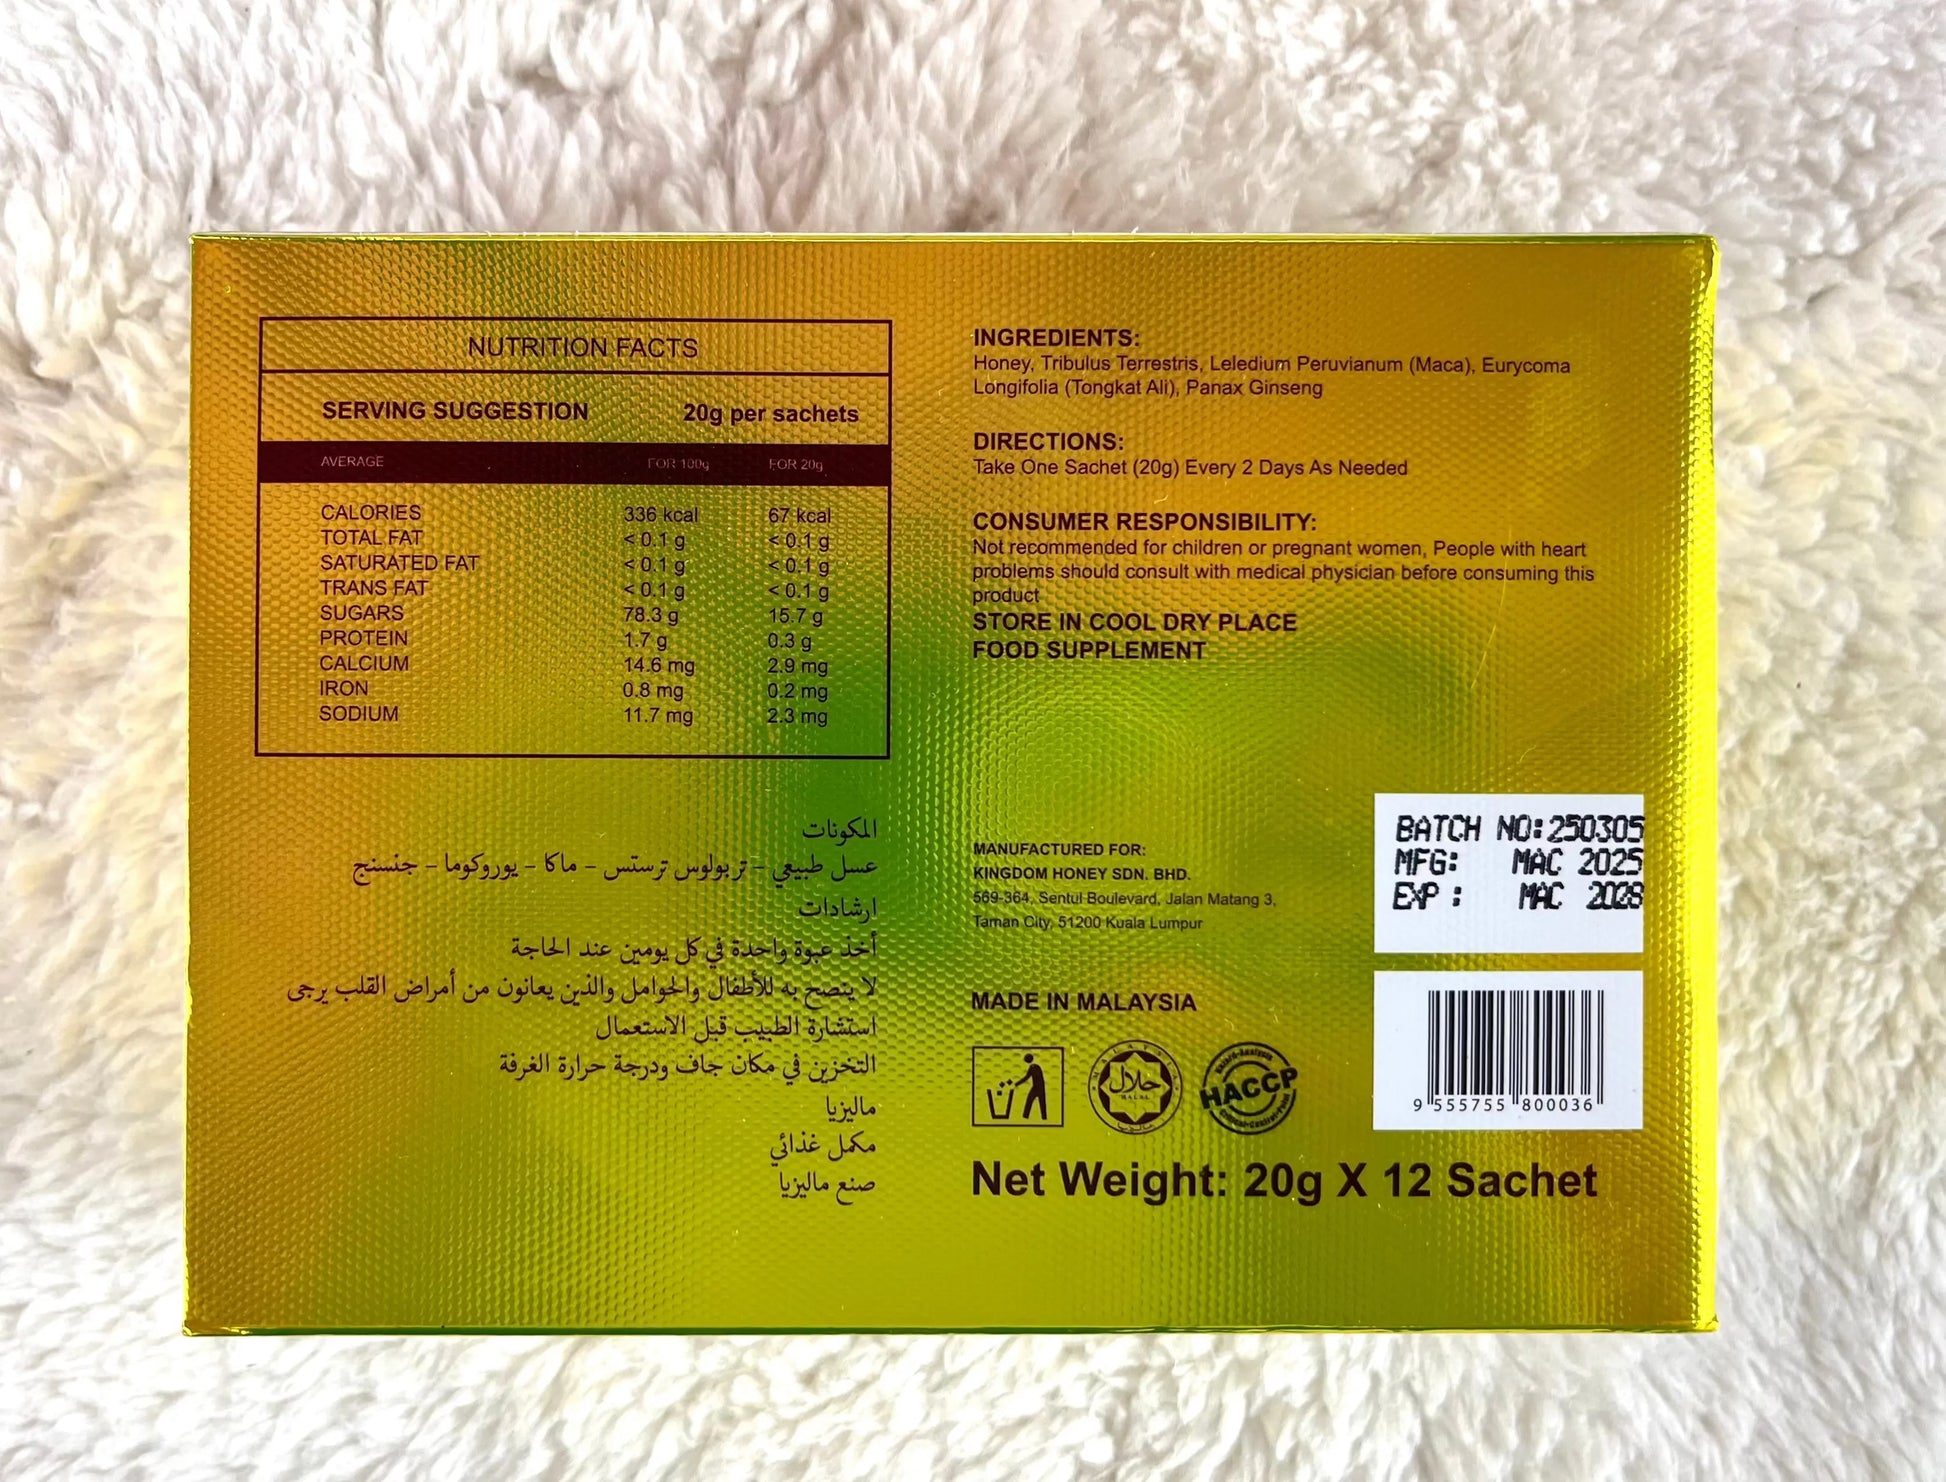 NUTRITION FACTS
SERVING SUGGESTION 20g per sachets
AVERAGE FOR 100g FOR 20g
CALORIES 336 kcal 67 kcal
TOTAL FAT < 0.1 g < 0.1 g
SATURATED FAT < 0.1 g < 0.1 g
TRANS FAT < 0.1 g < 0.1 g
SUGARS 78.3 g 15.7 g
PROTEIN 1.7 g 0.3 g
CALCIUM 14.6 mg 2.9 mg
IRON 0.8 mg 0.2 mg
SODIUM 11.7 mg 2.3 mg
المكونات
عسل طبيعي - تربولوس ترستس - ماكا - يوروكوما - جنسنج
ارشادات
أخذ عبوة واحدة في كل يومين عند الحاجة
لا ينصح به للأطفال والحوامل والذين يعانون من أمراض القلب يرجى
استشارة الطبيب قبل الاستعمال
التخزين في مكان جاف ودرجة حرارة الغرفة
ماليزيا
مكمل غذائي
صنع ماليزيا
INGREDIENTS:
Honey, Tribulus Terrestris, Leledium Peruvianum (Maca), Eurycoma
Longifolia (Tongkat Ali), Panax Ginseng
DIRECTIONS:
Take One Sachet (20g) Every 2 Days As Needed
CONSUMER RESPONSIBILITY:
Not recommended for children or pregnant women, People with heart
problems should consult with medical physician before consuming this
product
STORE IN COOL DRY PLACE
FOOD SUPPLEMENT
MANUFACTURED FOR:
KINGDOM HONEY SDN. BHD.
569-364, Sentul Boulevard, Jalan Matang 3,
Taman City, 51200 Kuala Lumpur
MADE IN MALAYSIA
MALAYSIA
حلال
HALAL
ماليزيا
Hazard-Analysis
HACCP
Critical-Control-Point
Net Weight: 20g X 12 Sachet
BATCH NO:250305
MFG: MAC 2025
EXP : MAC 2028
9 555755 800036